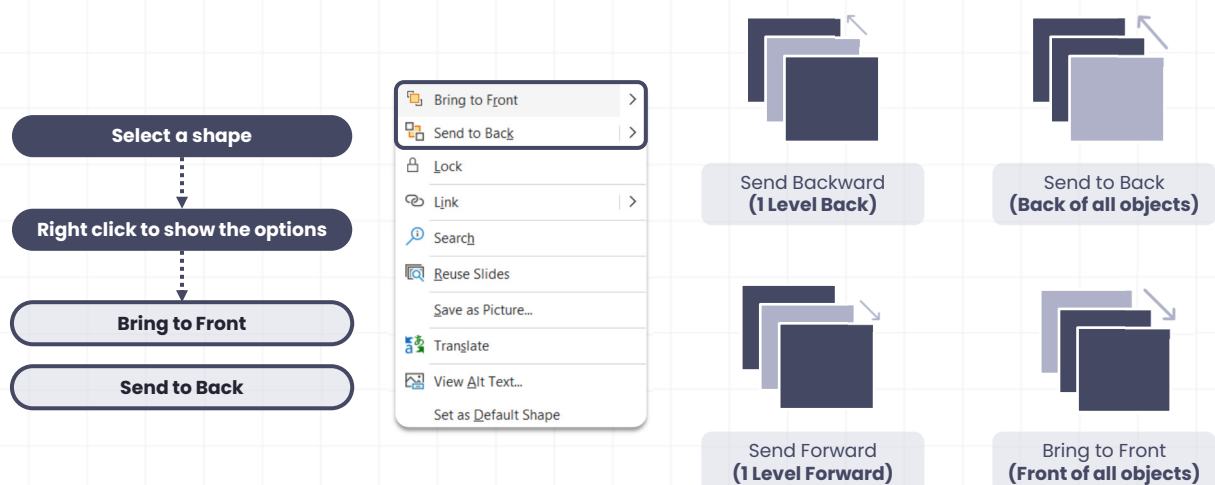 Select a shape
Right click to show the options
Bring to Front
Send to Back
Bring to Front
Send to Back
Lock
Link
Search
Reuse Slides
Save as Picture...
Translate
View Alt Text...
Set as Default Shape
Send Backward
(1 Level Back)
Send to Back
(Back of all objects)
Send Forward
(1 Level Forward)
Bring to Front
(Front of all objects)